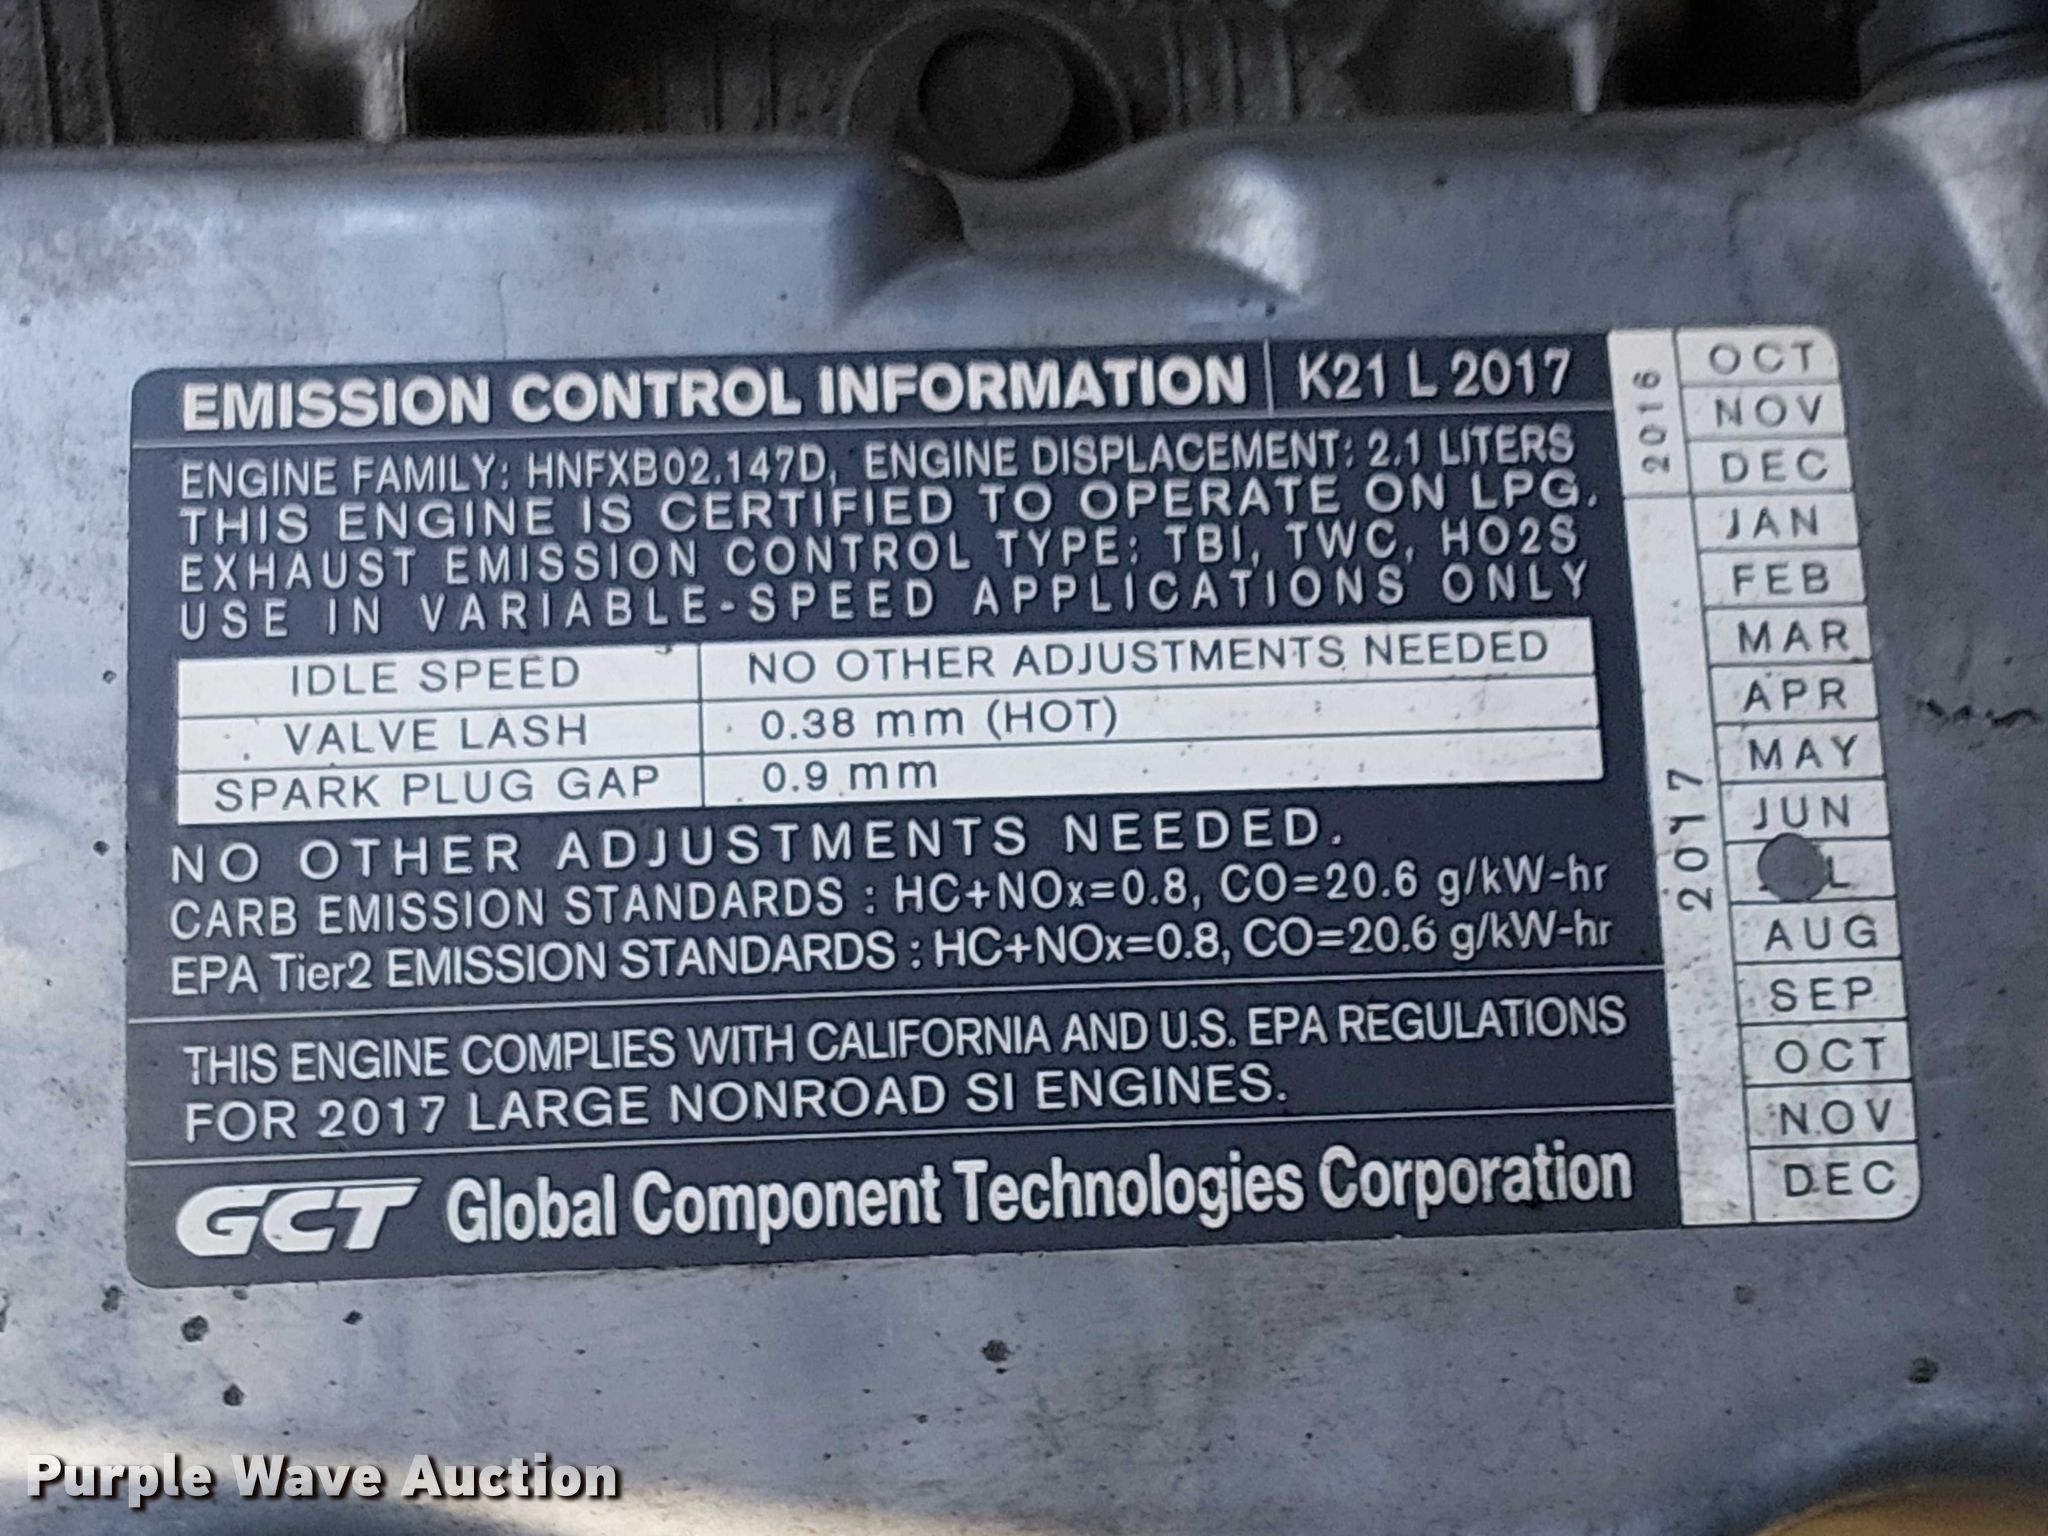 EMISSION CONTROL INFORMATION K21 L 2017
ENGINE FAMILY: HNFXB02.147D, ENGINE DISPLACEMENT: 2.1 LITERS
THIS ENGINE IS CERTIFIED TO OPERATE ON LPG.
EXHAUST EMISSION CONTROL TYPE: TBI, TWC, HO2S
USE IN VARIABLE-SPEED APPLICATIONS ONLY
IDLE SPEED NO OTHER ADJUSTMENTS NEEDED
VALVE LASH 0.38 mm (HOT)
SPARK PLUG GAP 0.9 mm
NO OTHER ADJUSTMENTS NEEDED.
CARB EMISSION STANDARDS : HC+NOx=0.8, CO=20.6 g/kW-hr
EPA Tier2 EMISSION STANDARDS : HC+NOx=0.8, CO=20.6 g/kW-hr
THIS ENGINE COMPLIES WITH CALIFORNIA AND U.S. EPA REGULATIONS
FOR 2017 LARGE NONROAD SI ENGINES.
GCT Global Component Technologies Corporation
2016
OCT
NOV
DEC
2017
JAN
FEB
MAR
APR
MAY
JUN
AUG
SEP
OCT
NOV
DEC
Purple Wave Auction